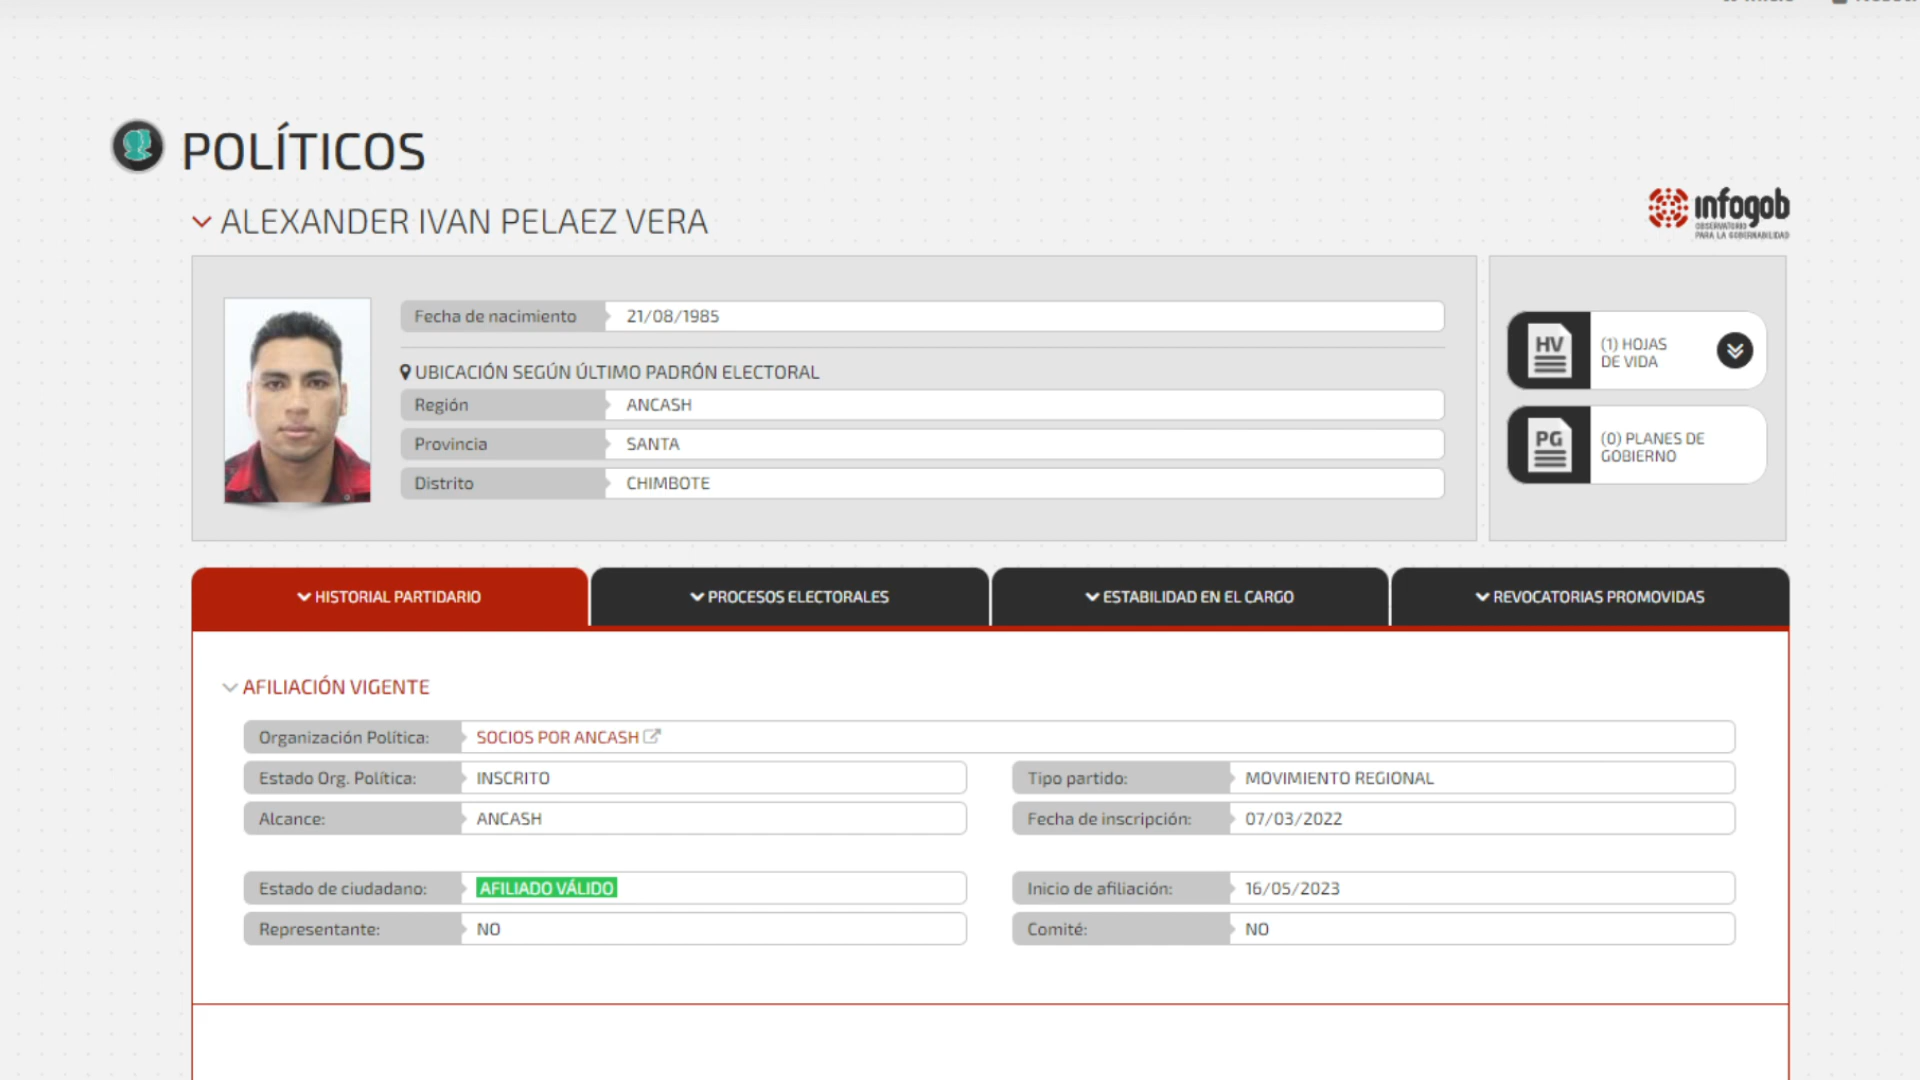 POLÍTICOS
ALEXANDER IVAN PELAEZ VERA
infogob
OBSERVATORIO
PARA LA GOBERNABILIDAD
Fecha de nacimiento 21/08/1985
UBICACIÓN SEGÚN ÚLTIMO PADRÓN ELECTORAL
Región ANCASH
Provincia SANTA
Distrito CHIMBOTE
HV
(1) HOJAS
DE VIDA
PG
(0) PLANES DE
GOBIERNO
HISTORIAL PARTIDARIO
PROCESOS ELECTORALES
ESTABILIDAD EN EL CARGO
REVOCATORIAS PROMOVIDAS
AFILIACIÓN VIGENTE
Organización Política: SOCIOS POR ANCASH
Estado Org. Política: INSCRITO
Tipo partido: MOVIMIENTO REGIONAL
Alcance: ANCASH
Fecha de inscripción: 07/03/2022
Estado de ciudadano: AFILIADO VÁLIDO
Inicio de afiliación: 16/05/2023
Representante: NO
Comité: NO